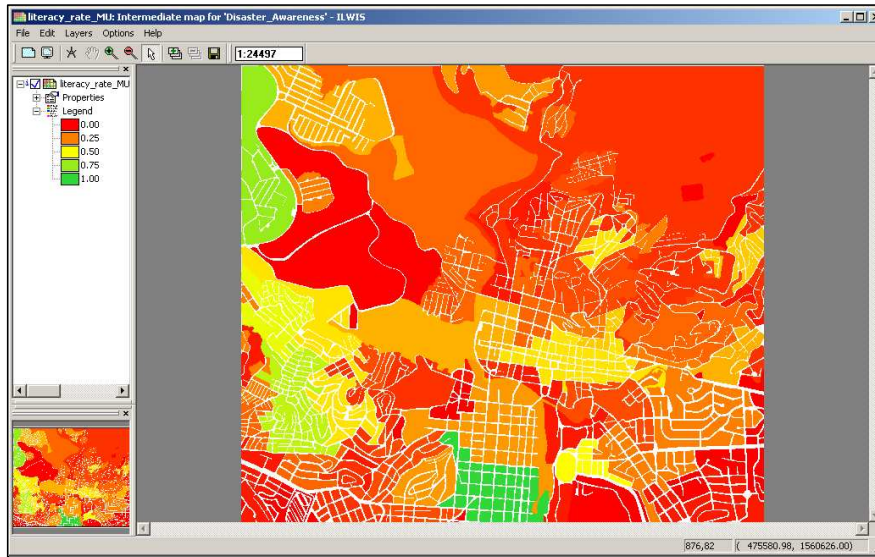 literacy_rate_MU: Intermediate map for 'Disaster_Awareness' - ILWIS
File Edit Layers Options Help
1:24497
literacy_rate_MU
Properties
Legend
0.00
0.25
0.50
0.75
1.00
876,82 ( 475580.98, 1560626.00)